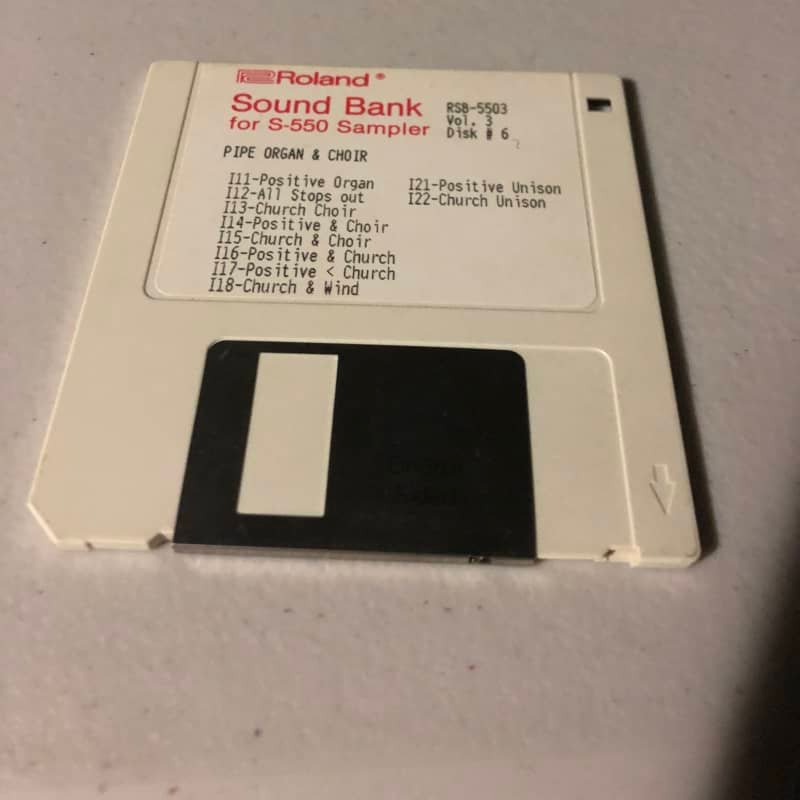 Roland®
Sound Bank
for S-550 Sampler
RSB-5503
Vol. 3
Disk # 6
PIPE ORGAN & CHOIR
I11-Positive Organ
I12-All Stops out
I13-Church Choir
I14-Positive & Choir
I15-Church & Choir
I16-Positive & Church
I17-Positive < Church
I18-Church & Wind
I21-Positive Unison
I22-Church Unison